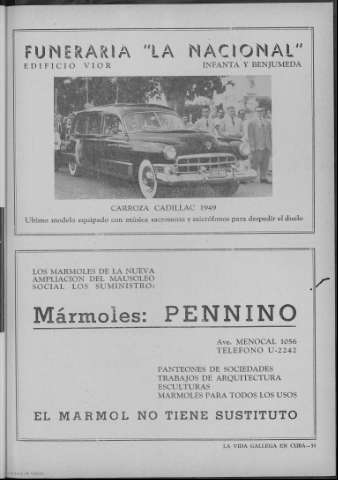 FUNERARIA "LA NACIONAL"
EDIFICIO VIOR INFANTA Y BENJUMEDA
CARROZA CADILLAC 1949
Ultimo modelo equipado con música sacrosanta y micrófonos para despedir el duelo
LOS MARMOLES DE LA NUEVA
AMPLIACION DEL MAUSOLEO
SOCIAL LOS SUMINISTRO:
Mármoles: PENNINO
Ave. MENOCAL 1056
TELEFONO U-2242
PANTEONES DE SOCIEDADES
TRABAJOS DE ARQUITECTURA
ESCULTURAS
MARMOLES PARA TODOS LOS USOS
EL MARMOL NO TIENE SUSTITUTO
LA VIDA GALLEGA EN CUBA—